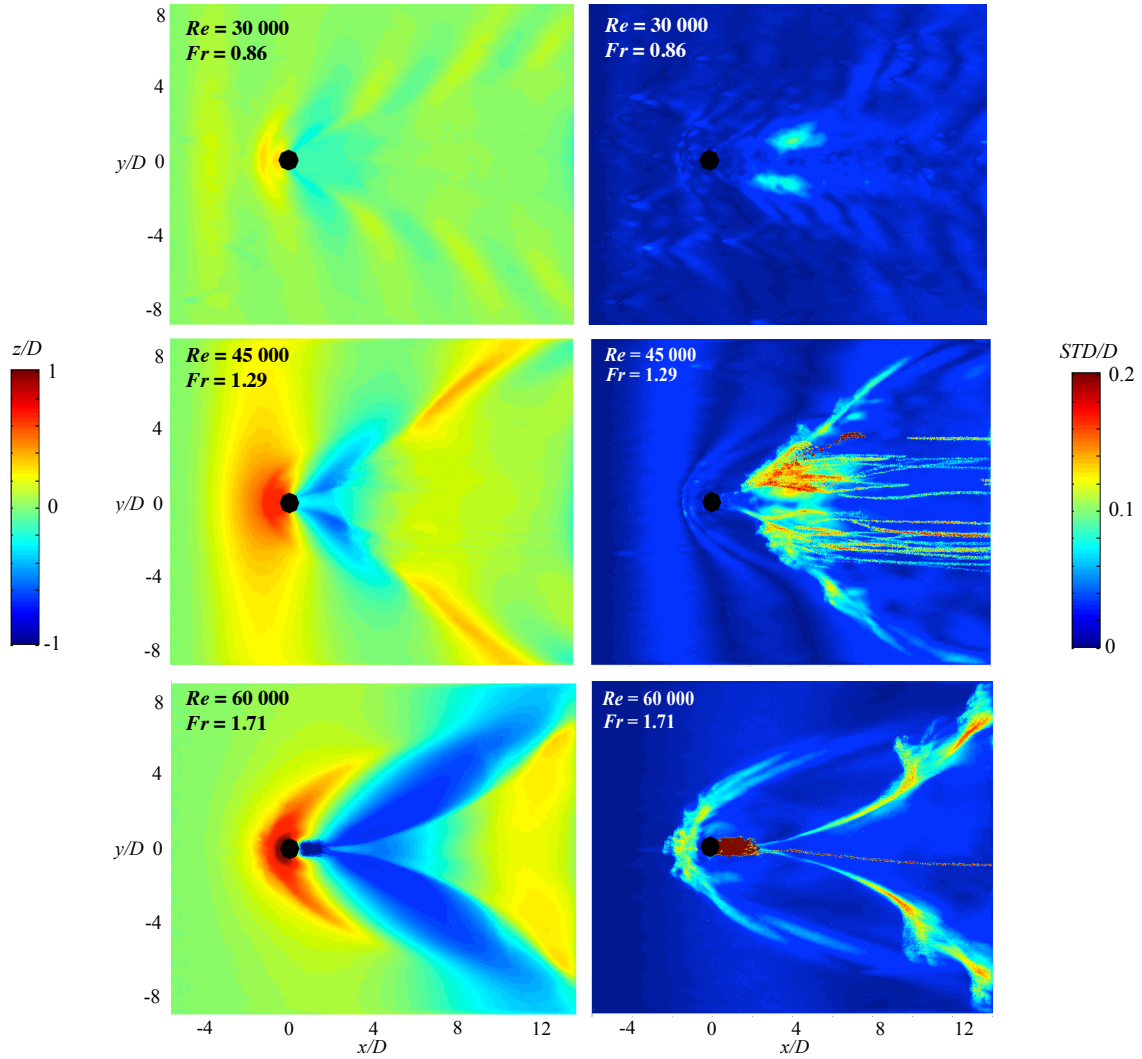 Re = 30 000
Fr = 0.86
8
4
y/D 0
-4
-8
Re = 30 000
Fr = 0.86
z/D
1
0
-1
Re = 45 000
Fr = 1.29
8
4
y/D 0
-4
-8
Re = 45 000
Fr = 1.29
STD/D
0.2
0.1
0
Re = 60 000
Fr = 1.71
8
4
y/D 0
-4
-8
-4 0 4 8 12
x/D
Re = 60 000
Fr = 1.71
-4 0 4 8 12
x/D